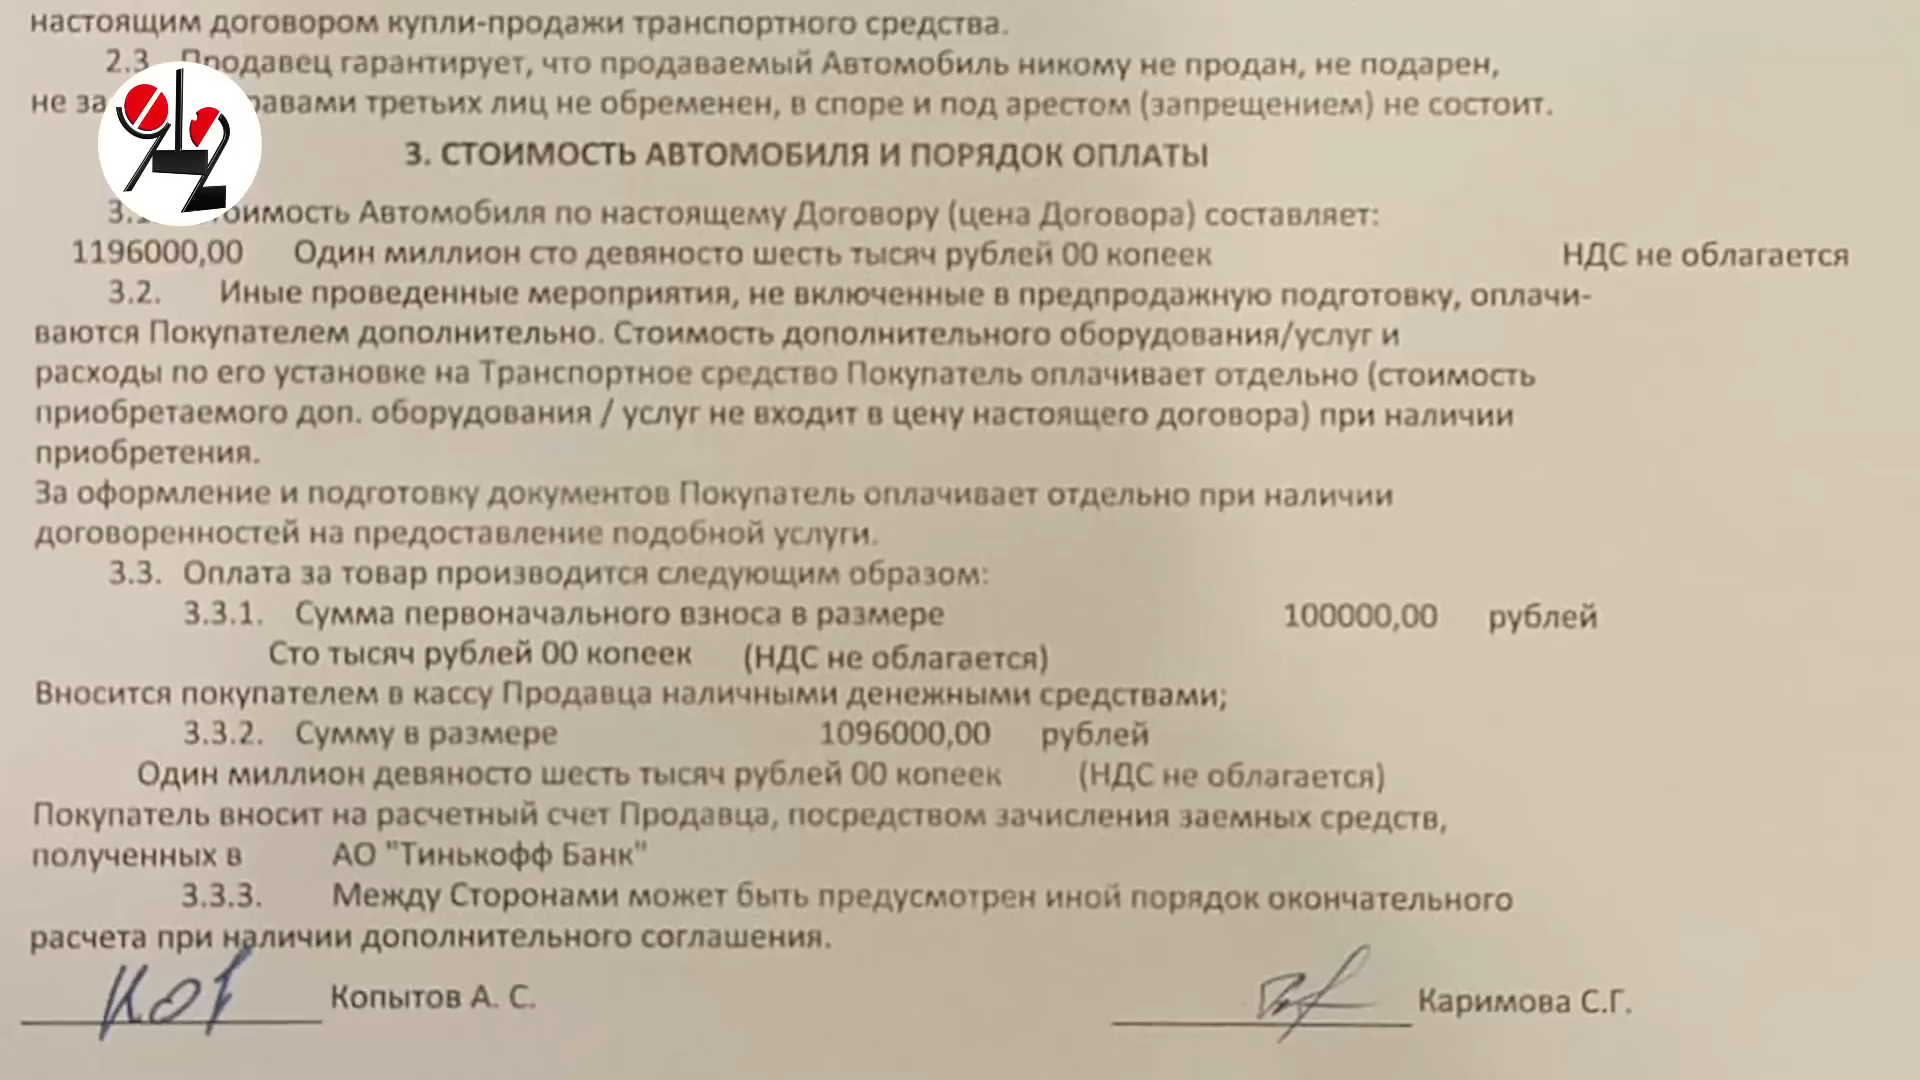 настоящим договором купли-продажи транспортного средства.
2.3. Продавец гарантирует, что продаваемый Автомобиль никому не продан, не подарен,
не за равами третьих лиц не обременен, в споре и под арестом (запрещением) не состоит.
3. СТОИМОСТЬ АВТОМОБИЛЯ И ПОРЯДОК ОПЛАТЫ
3.1. Стоимость Автомобиля по настоящему Договору (цена Договора) составляет:
1196000,00 Один миллион сто девяносто шесть тысяч рублей 00 копеек НДС не облагается
3.2. Иные проведенные мероприятия, не включенные в предпродажную подготовку, оплачи-
ваются Покупателем дополнительно. Стоимость дополнительного оборудования/услуг и
расходы по его установке на Транспортное средство Покупатель оплачивает отдельно (стоимость
приобретаемого доп. оборудования / услуг не входит в цену настоящего договора) при наличии
приобретения.
За оформление и подготовку документов Покупатель оплачивает отдельно при наличии
договоренностей на предоставление подобной услуги.
3.3. Оплата за товар производится следующим образом:
3.3.1. Сумма первоначального взноса в размере 100000,00 рублей
Сто тысяч рублей 00 копеек (НДС не облагается)
Вносится покупателем в кассу Продавца наличными денежными средствами;
3.3.2. Сумму в размере 1096000,00 рублей
Один миллион девяносто шесть тысяч рублей 00 копеек (НДС не облагается)
Покупатель вносит на расчетный счет Продавца, посредством зачисления заемных средств,
полученных в АО "Тинькофф Банк"
3.3.3. Между Сторонами может быть предусмотрен иной порядок окончательного
расчета при наличии дополнительного соглашения.
Копытов А. С. Каримова С.Г.